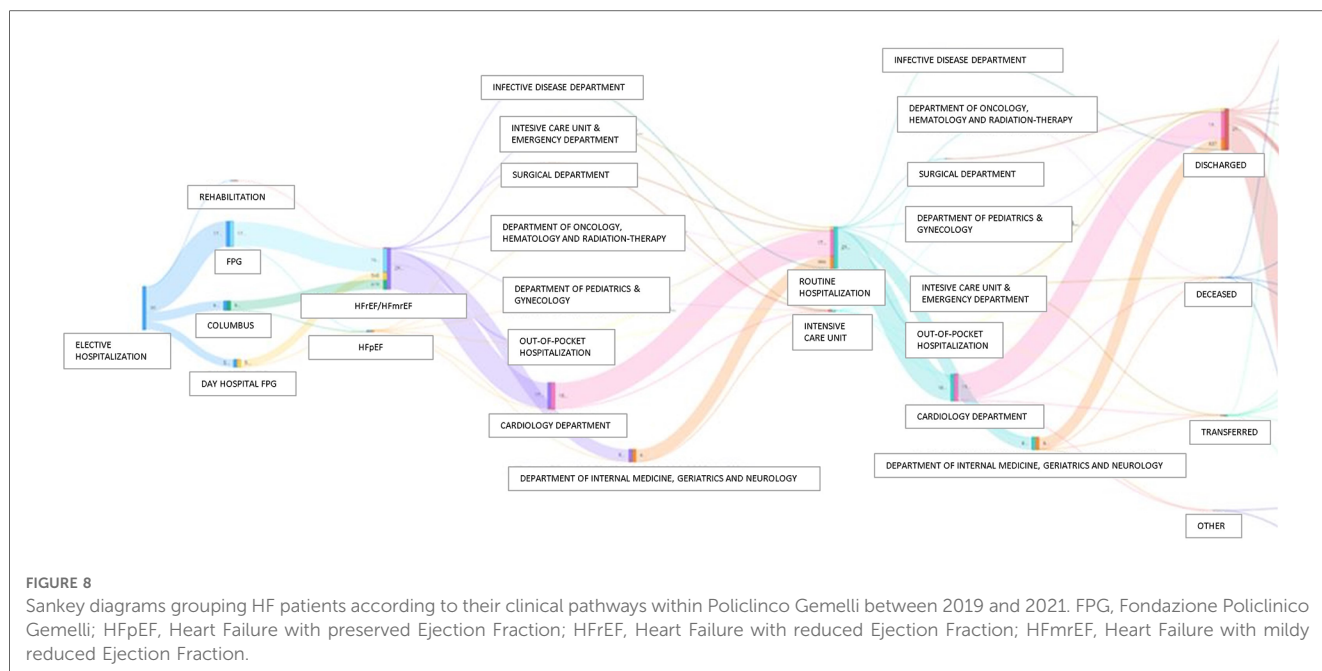 INFECTIVE DISEASE DEPARTMENT
INTESIVE CARE UNIT &
EMERGENCY DEPARTMENT
SURGICAL DEPARTMENT
REHABILITATION
DEPARTMENT OF ONCOLOGY,
HEMATOLOGY AND RADIATION-THERAPY
FPG
DEPARTMENT OF PEDIATRICS &
GYNECOLOGY
HFrEF/HFmrEF
COLUMBUS
ELECTIVE
HOSPITALIZATION
HFpEF
OUT-OF-POCKET
HOSPITALIZATION
DAY HOSPITAL FPG
CARDIOLOGY DEPARTMENT
DEPARTMENT OF INTERNAL MEDICINE, GERIATRICS AND NEUROLOGY
ROUTINE
HOSPITALIZATION
INTENSIVE
CARE UNIT
INFECTIVE DISEASE DEPARTMENT
DEPARTMENT OF ONCOLOGY,
HEMATOLOGY AND RADIATION-THERAPY
SURGICAL DEPARTMENT
DEPARTMENT OF PEDIATRICS &
GYNECOLOGY
INTESIVE CARE UNIT &
EMERGENCY DEPARTMENT
OUT-OF-POCKET
HOSPITALIZATION
CARDIOLOGY DEPARTMENT
DEPARTMENT OF INTERNAL MEDICINE, GERIATRICS AND NEUROLOGY
DISCHARGED
DECEASED
TRANSFERRED
OTHER
FIGURE 8
Sankey diagrams grouping HF patients according to their clinical pathways within Policlinco Gemelli between 2019 and 2021. FPG, Fondazione Policlinico
Gemelli; HFpEF, Heart Failure with preserved Ejection Fraction; HFrEF, Heart Failure with reduced Ejection Fraction; HFmrEF, Heart Failure with mildly
reduced Ejection Fraction.